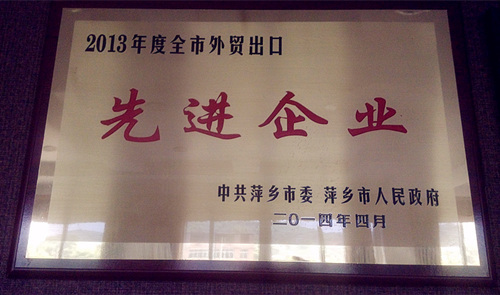 2013年度全市外贸出口
先进企业
中共萍乡市委 萍乡市人民政府
二〇一四年四月